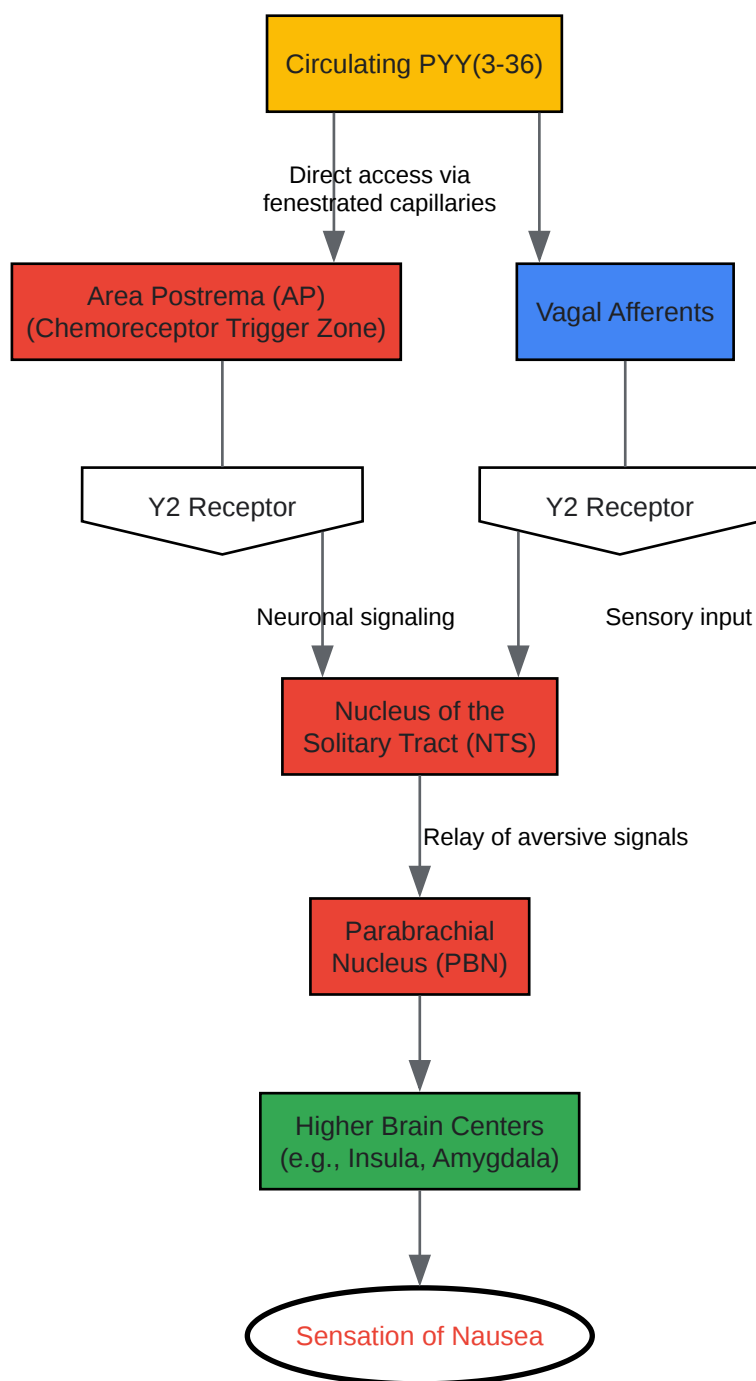 Circulating PYY(3-36)
Direct access via
fenestrated capillaries
Area Postrema (AP)
(Chemoreceptor Trigger Zone)
Vagal Afferents
Y2 Receptor
Y2 Receptor
Neuronal signaling
Sensory input
Nucleus of the
Solitary Tract (NTS)
Relay of aversive signals
Parabrachial
Nucleus (PBN)
Higher Brain Centers
(e.g., Insula, Amygdala)
Sensation of Nausea